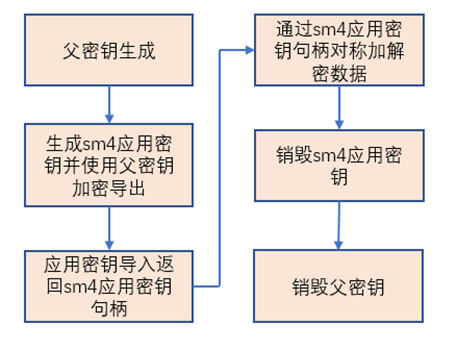 父密钥生成
生成sm4应用密
钥并使用父密钥
加密导出
应用密钥导入返
回sm4应用密钥
句柄
通过sm4应用密
钥句柄对称加解
密数据
销毁sm4应用密
钥
销毁父密钥